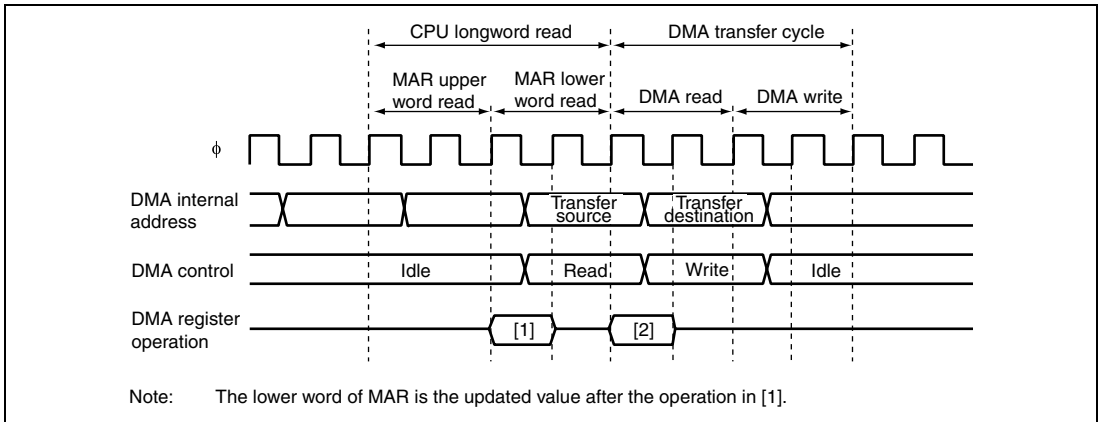 CPU longword read
DMA transfer cycle
MAR upper
word read
MAR lower
word read
DMA read
DMA write
φ
DMA internal
address
Transfer
source
Transfer
destination
DMA control
Idle
Read
Write
Idle
DMA register
operation
[1]
[2]
Note: The lower word of MAR is the updated value after the operation in [1].